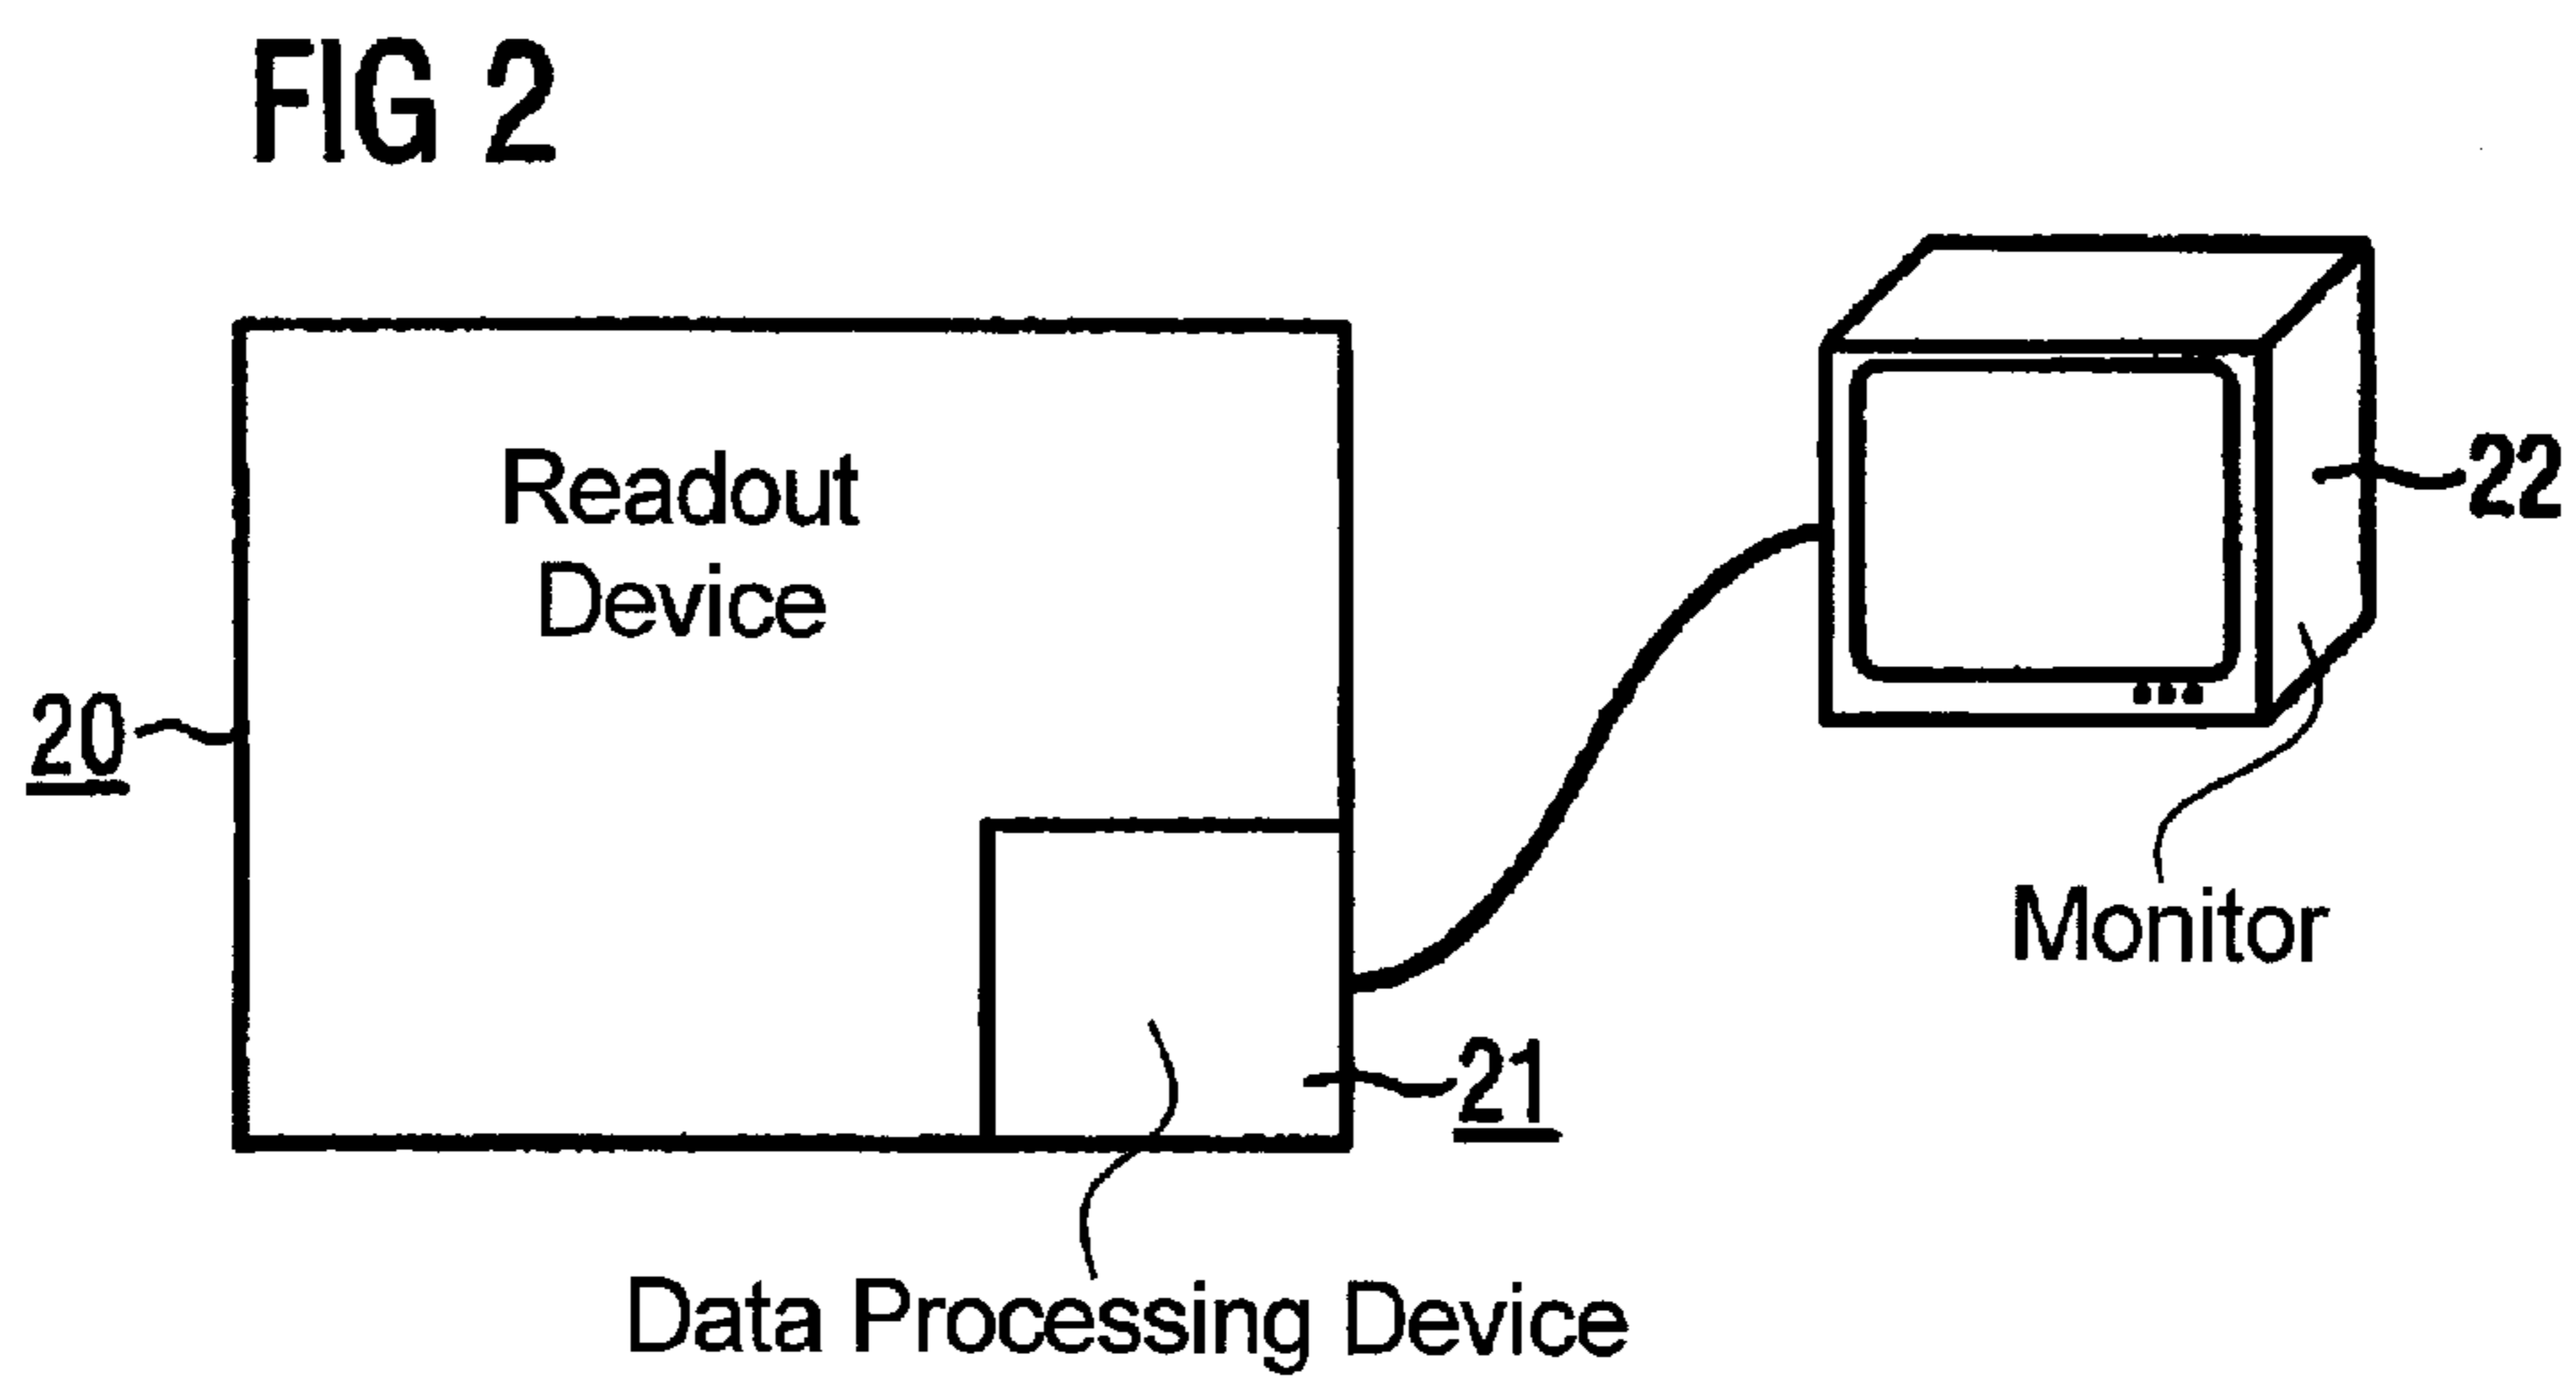 FIG 2
Readout
Device
22
20
Monitor
21
Data Processing Device